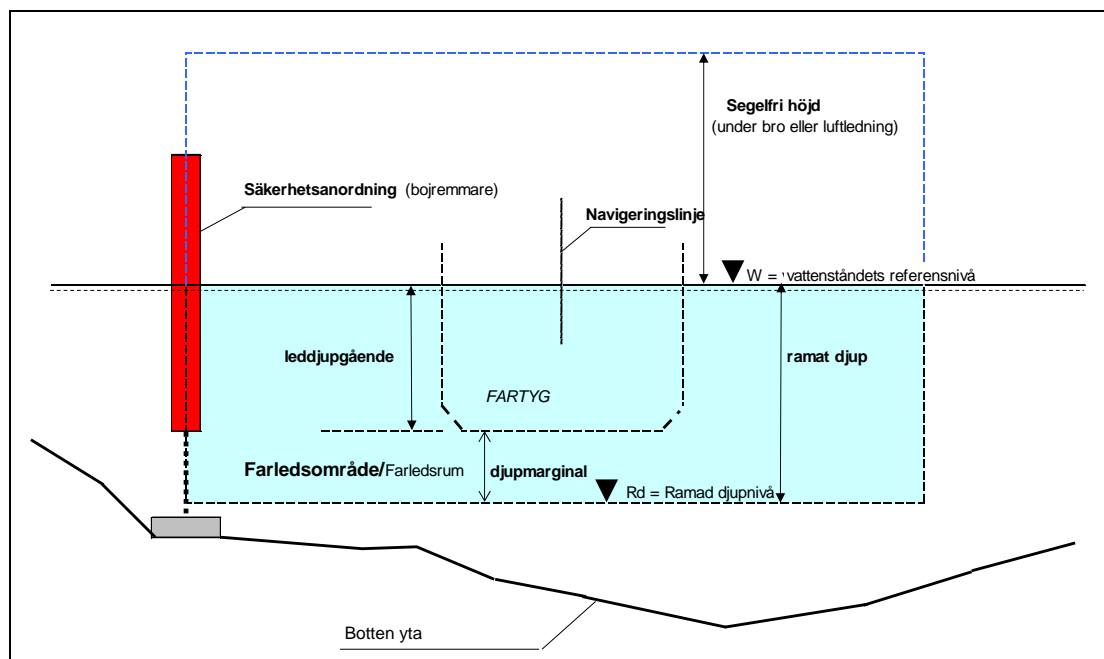 Segelfri höjd
(under bro eller luftledning)
Säkerhetsanordning (bojremmare)
Navigeringslinje
W = vattenståndets referensnivå
leddjupgående
ramat djup
FARTYG
Farledsområde/Farledsrum
djupmarginal
Rd = Ramad djupnivå
Botten yta